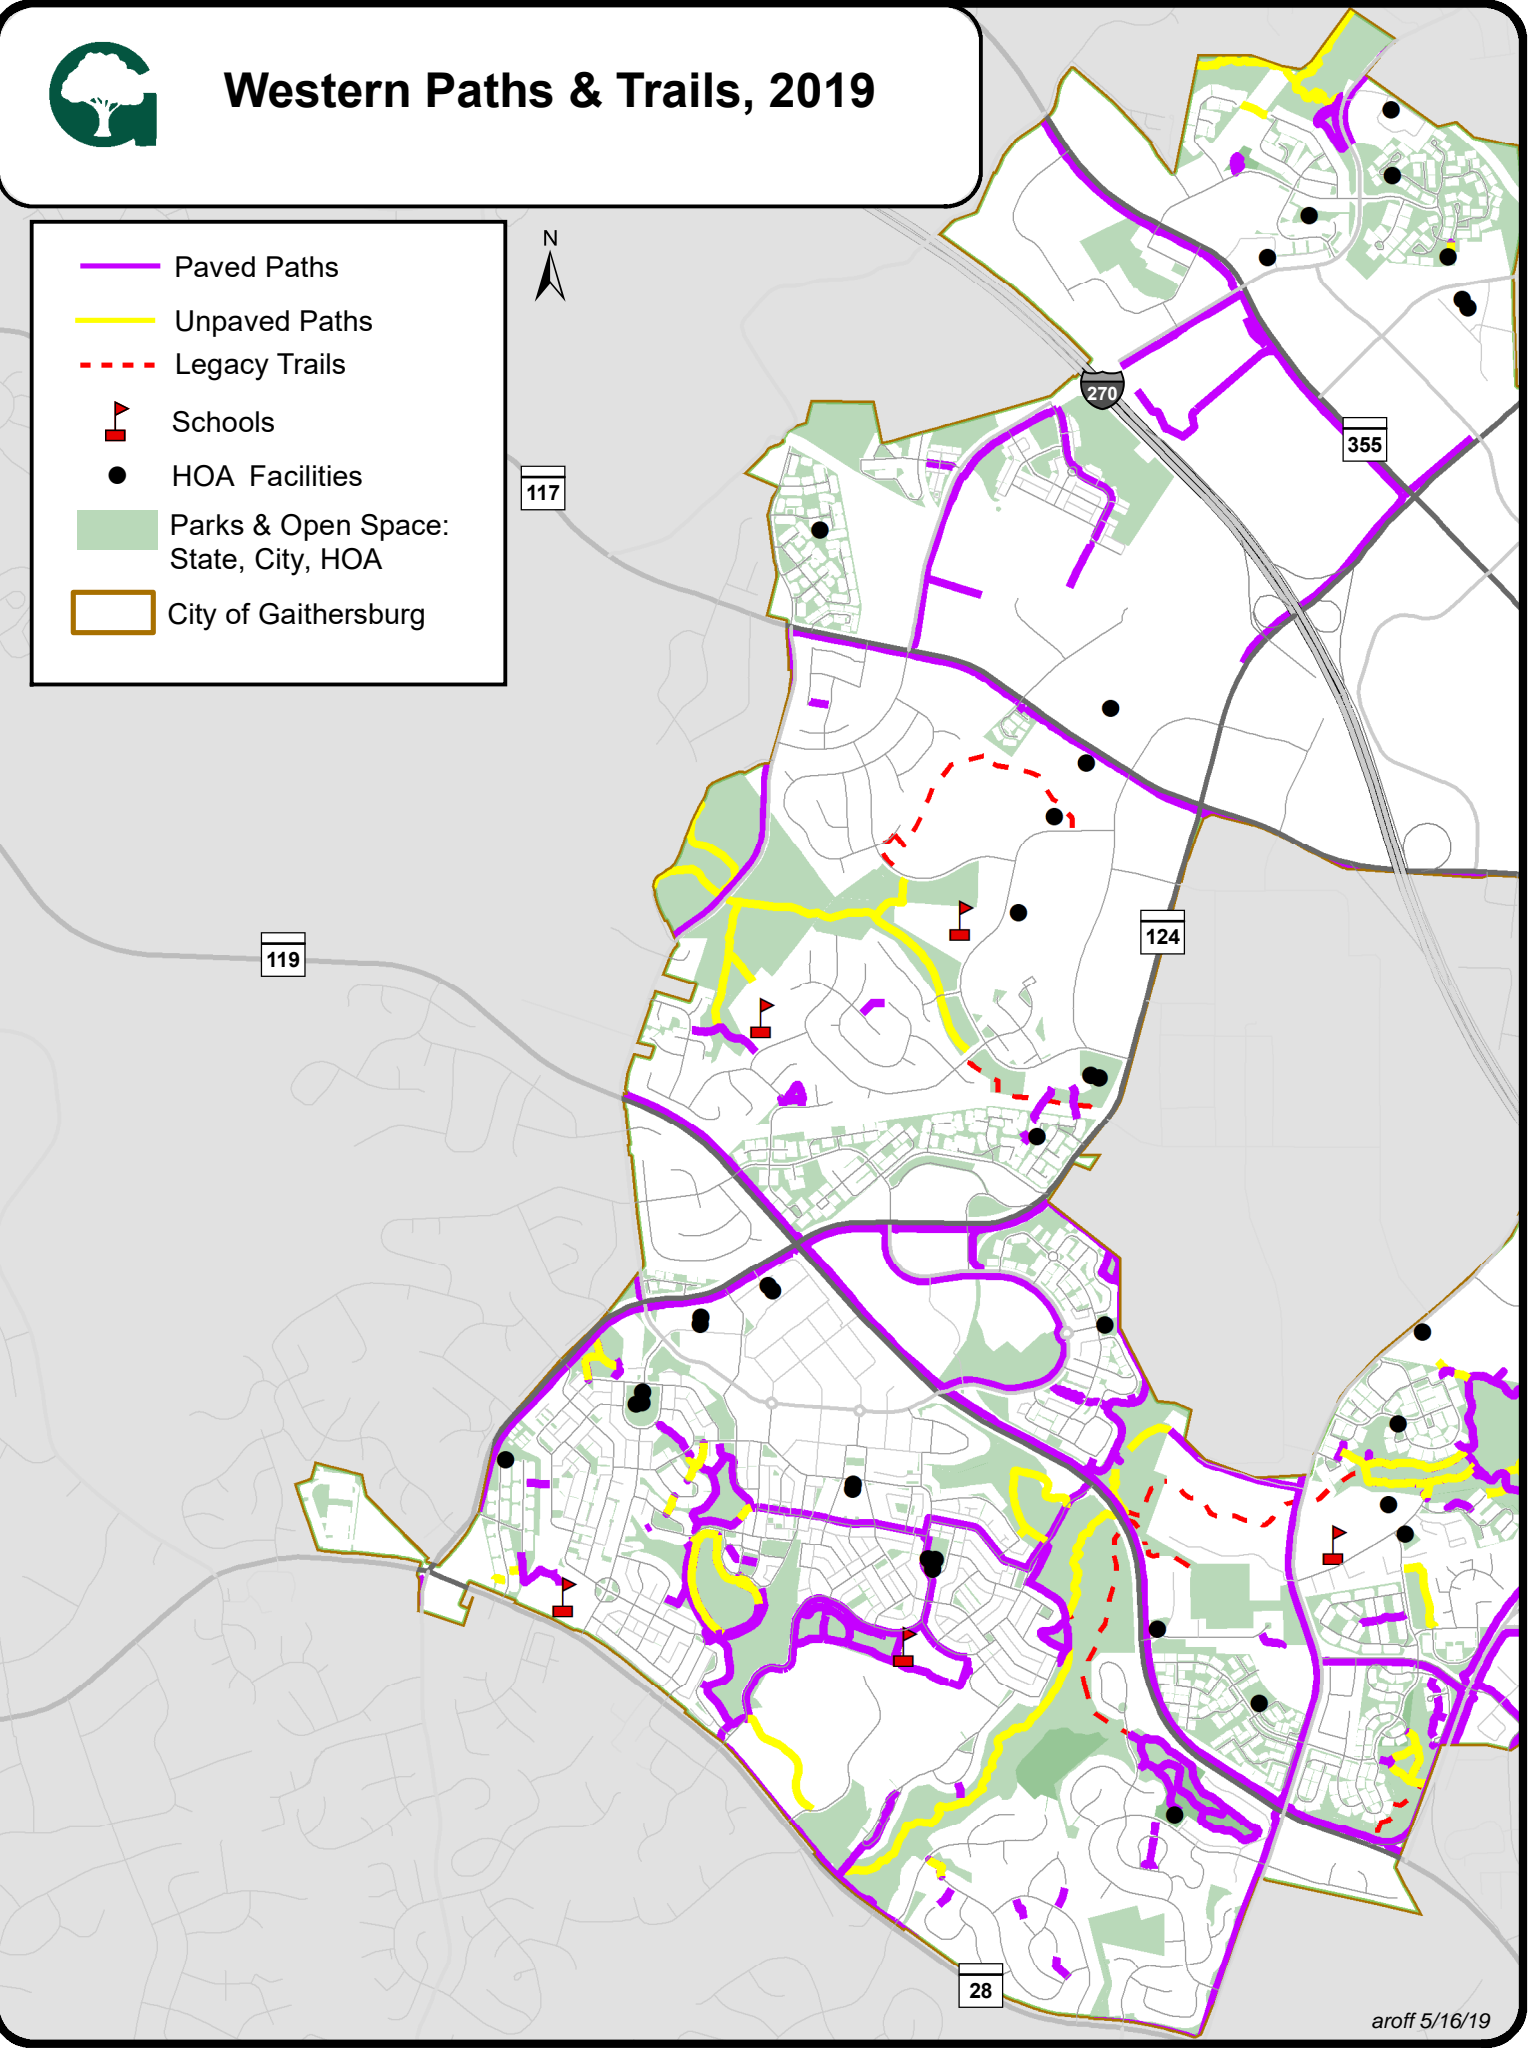 Western Paths & Trails, 2019
Paved Paths
Unpaved Paths
Legacy Trails
Schools
HOA Facilities
Parks & Open Space:
State, City, HOA
City of Gaithersburg
N
270
355
117
119
124
28
aroff 5/16/19